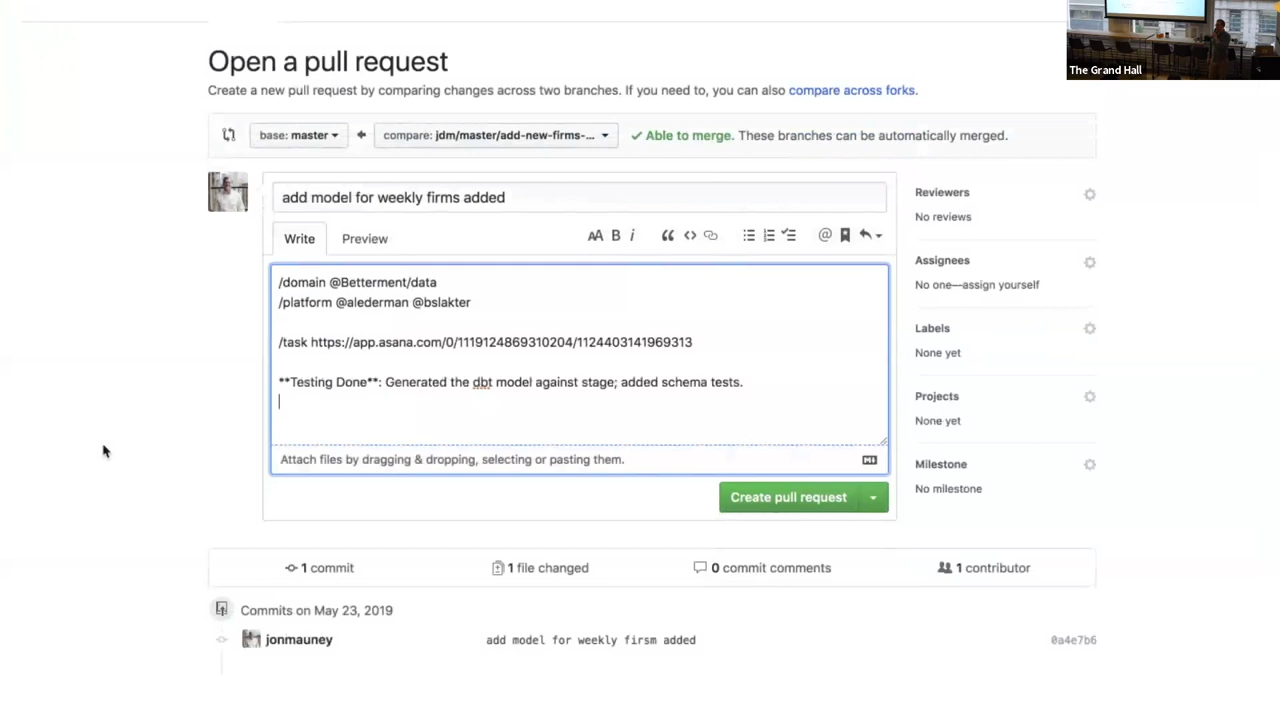 The Grand Hall
Open a pull request
Create a new pull request by comparing changes across two branches. If you need to, you can also compare across forks.
base: master
compare: jdm/master/add-new-firms-...
Able to merge. These branches can be automatically merged.
add model for weekly firms added
Write
Preview
AA B i
/domain @Betterment/data
/platform @alederman @bslakter
/task https://app.asana.com/0/1119124869310204/1124403141969313
**Testing Done**: Generated the dbt model against stage; added schema tests.
Attach files by dragging & dropping, selecting or pasting them.
Create pull request
Reviewers
No reviews
Assignees
No one—assign yourself
Labels
None yet
Projects
None yet
Milestone
No milestone
1 commit
1 file changed
0 commit comments
1 contributor
Commits on May 23, 2019
jonmauney
add model for weekly firsm added
0a4e7b6